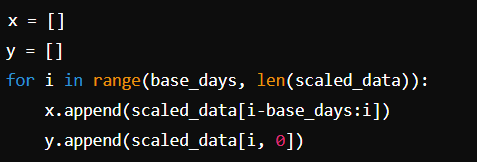 x = []
y = []
for i in range(base_days, len(scaled_data)):
    x.append(scaled_data[i-base_days:i])
    y.append(scaled_data[i, 0])